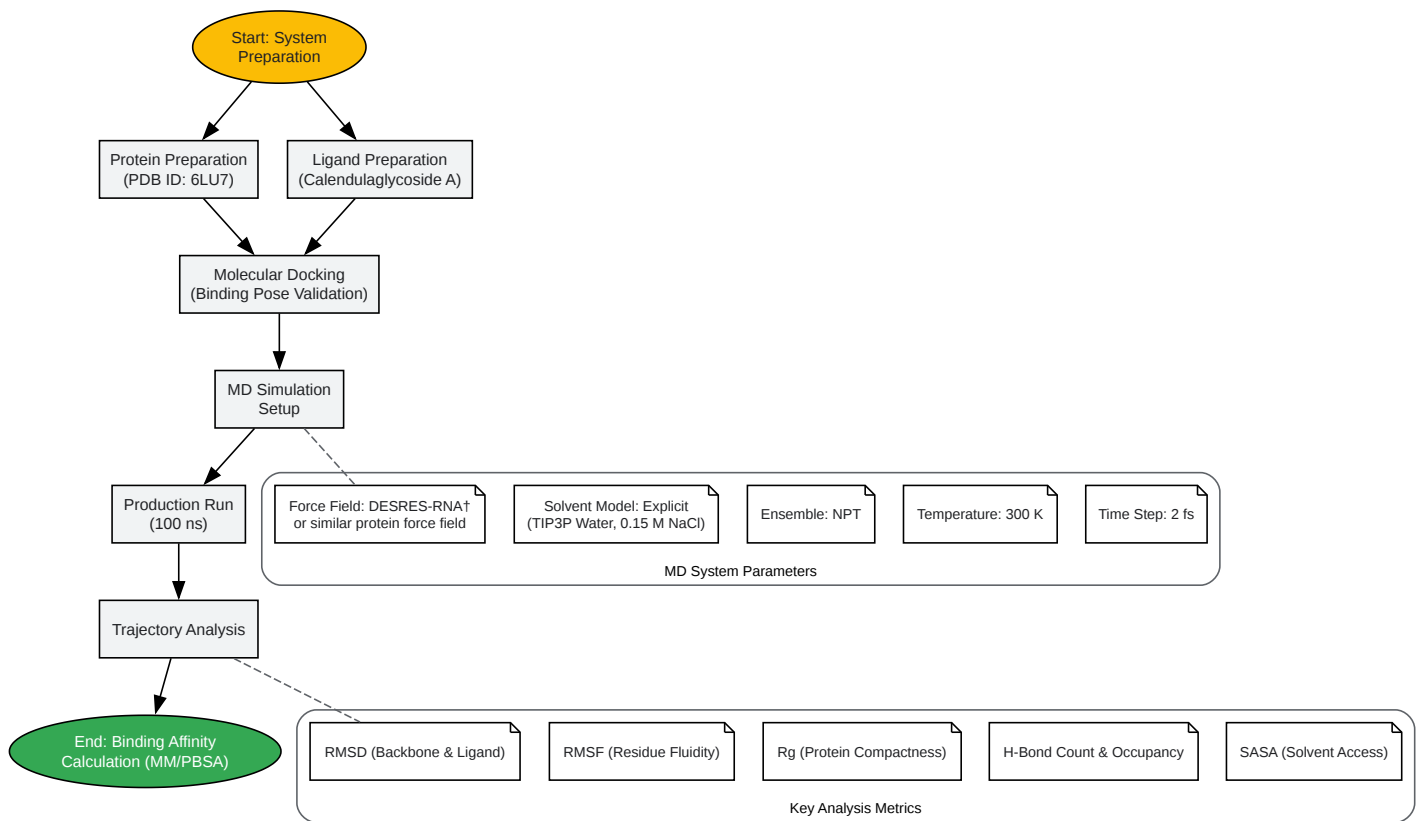 Start: System
Preparation
Protein Preparation
(PDB ID: 6LU7)
Ligand Preparation
(Calendulaglycoside A)
Molecular Docking
(Binding Pose Validation)
MD Simulation
Setup
Production Run
(100 ns)
Force Field: DESRES-RNA†
or similar protein force field
Solvent Model: Explicit
(TIP3P Water, 0.15 M NaCl)
Ensemble: NPT
Temperature: 300 K
Time Step: 2 fs
MD System Parameters
Trajectory Analysis
End: Binding Affinity
Calculation (MM/PBSA)
RMSD (Backbone & Ligand)
RMSF (Residue Fluidity)
Rg (Protein Compactness)
H-Bond Count & Occupancy
SASA (Solvent Access)
Key Analysis Metrics